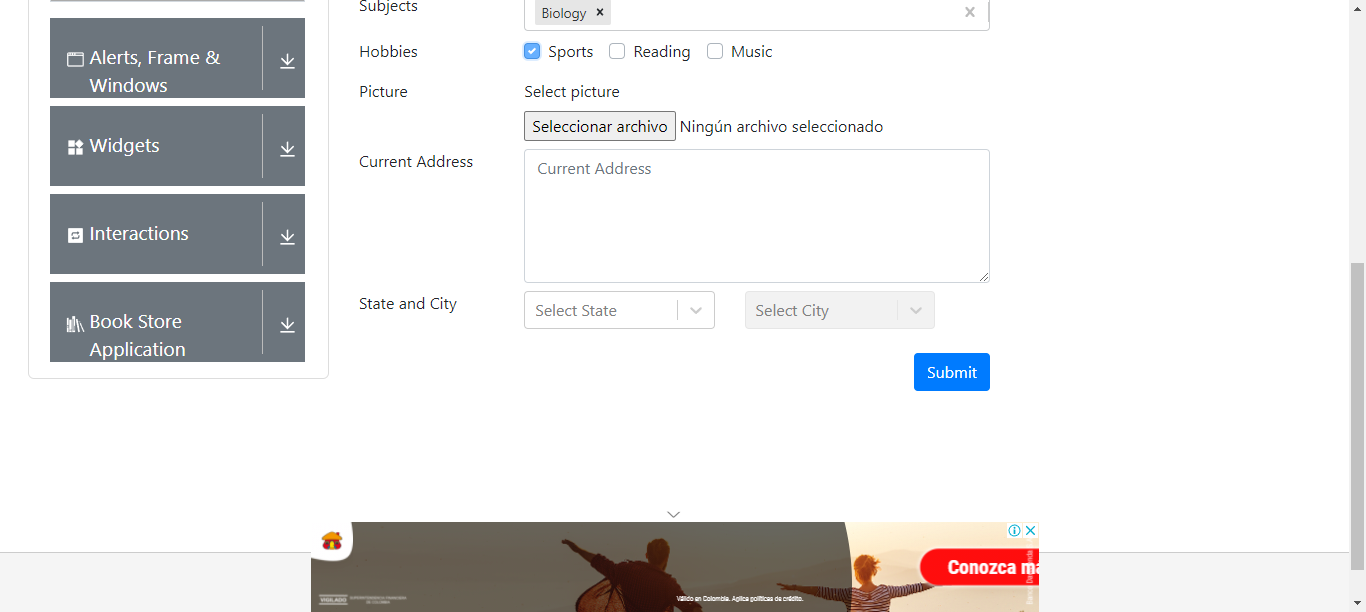 Subjects
Biology ×
Hobbies
Sports
Reading
Music
Alerts, Frame &
Windows
Picture
Select picture
Seleccionar archivo
Ningún archivo seleccionado
Widgets
Current Address
Current Address
Interactions
State and City
Select State
Select City
Book Store
Application
Submit
Conozca ma
VIGILADO
Válido en Colombia. Aplica políticas de crédito.